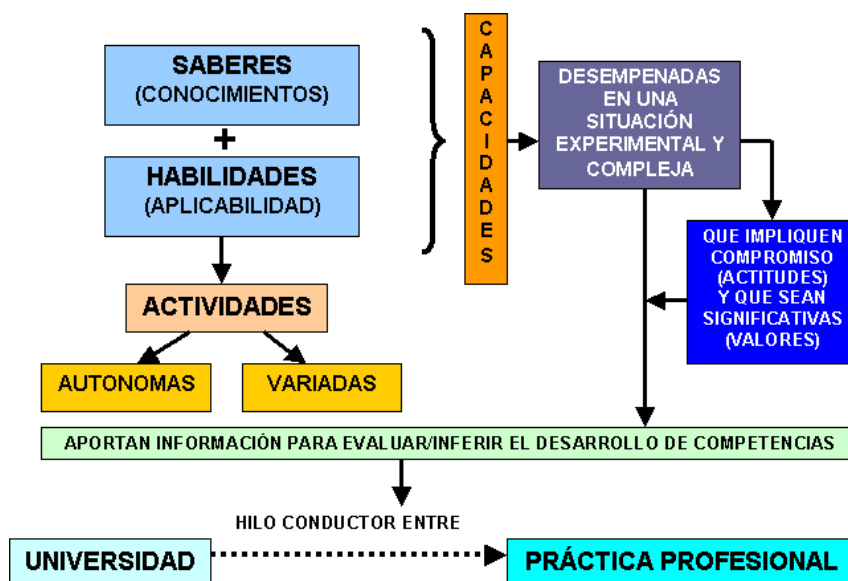 SABERES
(CONOCIMIENTOS)
+
HABILIDADES
(APLICABILIDAD)
CAPACIDADES
DESEMPENADAS
EN UNA
SITUACIÓN
EXPERIMENTAL Y
COMPLEJA
QUE IMPLIQUEN
COMPROMISO
(ACTITUDES)
Y QUE SEAN
SIGNIFICATIVAS
(VALORES)
ACTIVIDADES
AUTONOMAS
VARIADAS
APORTAN INFORMACIÓN PARA EVALUAR/INFERIR EL DESARROLLO DE COMPETENCIAS
HILO CONDUCTOR ENTRE
UNIVERSIDAD
PRÁCTICA PROFESIONAL